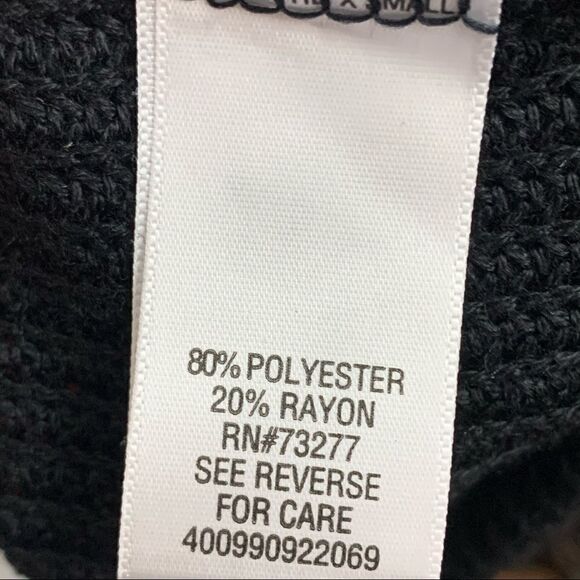 80% POLYESTER
20% RAYON
RN#73277
SEE REVERSE
FOR CARE
400990922069